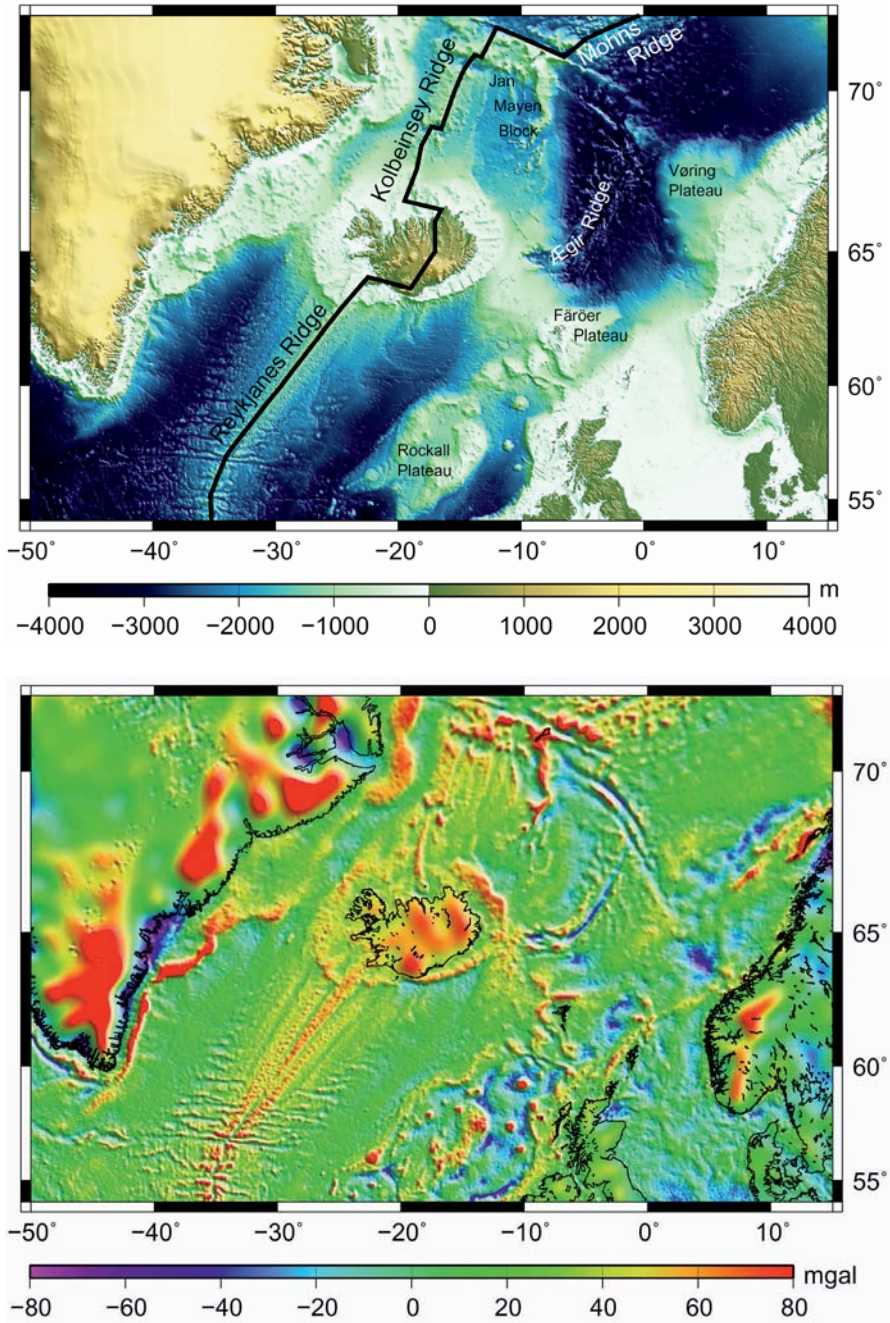 Mohns
Ridge
Kolbeinsey Ridge
Jan
Mayen
Block
70˚
Vøring
Plateau
Ægir Ridge
65˚
Färöer
Plateau
Reykjanes Ridge
60˚
Rockall
Plateau
55˚
−50˚ −40˚ −30˚ −20˚ −10˚ 0˚ 10˚
m
−4000 −3000 −2000 −1000 0 1000 2000 3000 4000
70˚
65˚
60˚
55˚
−50˚ −40˚ −30˚ −20˚ −10˚ 0˚ 10˚
mgal
−80 −60 −40 −20 0 20 40 60 80